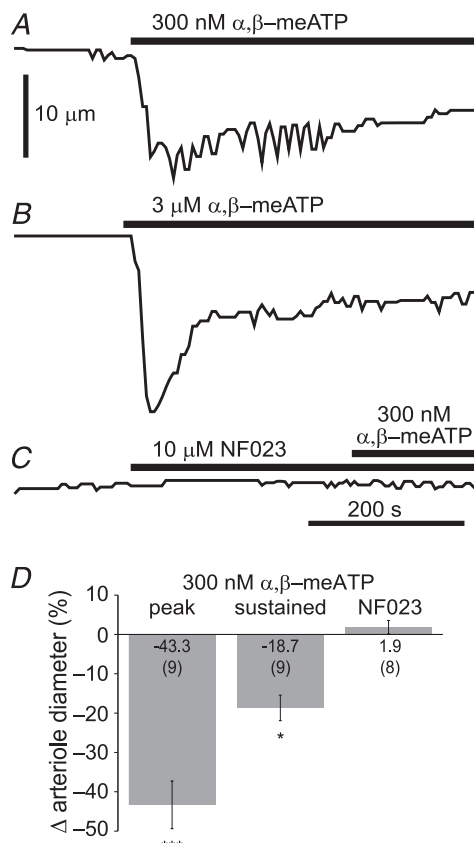 A
300 nM α,β–meATP
10 μm
B
3 μM α,β–meATP
300 nM
α,β–meATP
C
10 μM NF023
200 s
D
300 nM α,β–meATP
peak sustained NF023
Δ arteriole diameter (%)
10
0
–10
–20
–30
–40
–50
-43.3 -18.7 1.9
(9) (9) (8)
*
***